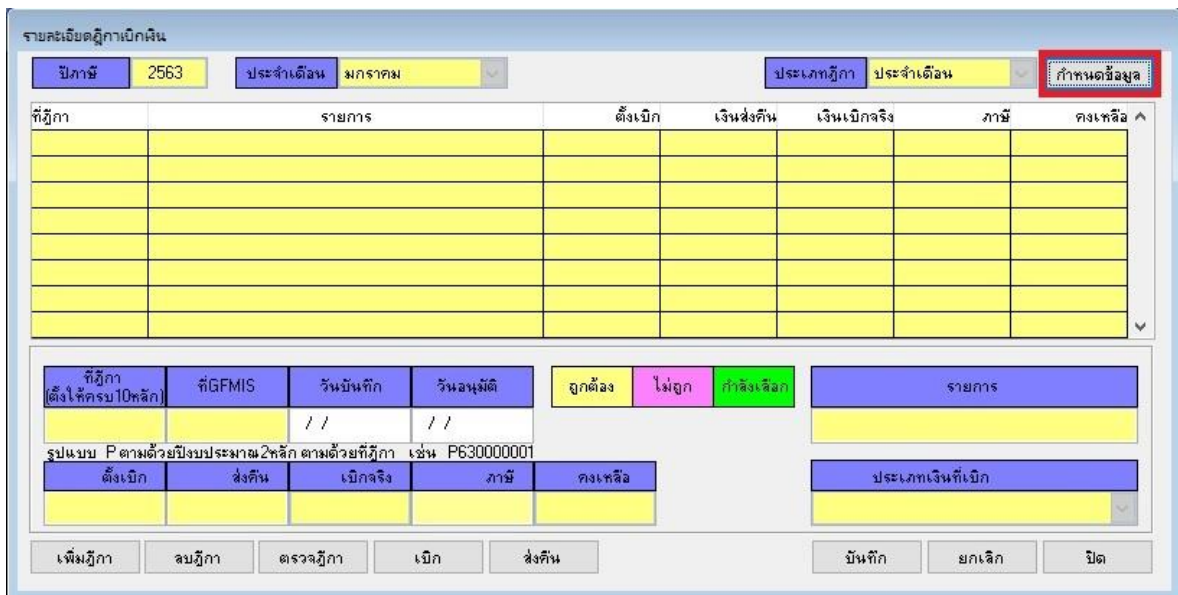 รายละเอียดฎีกาเบิกเงิน
ปีภาษี 2563 ประจำเดือน มกราคม ประเภทฎีกา ประจำเดือน กำหนดข้อมูล
ที่ฎีกา รายการ ตั้งเบิก เงินส่งคืน เงินเบิกจริง ภาษี คงเหลือ
ที่ฎีกา ที่GFMIS วันบันทึก วันอนุมัติ ถูกต้อง ไม่ถูก กำลังเลือก รายการ
(ตั้งให้ครบ10หลัก)
/ / / /
รูปแบบ P ตามด้วยปีงบประมาณ2หลัก ตามด้วยที่ฎีกา เช่น P630000001
ตั้งเบิก ส่งคืน เบิกจริง ภาษี คงเหลือ ประเภทเงินที่เบิก
เพิ่มฎีกา ลบฎีกา ตรวจฎีกา เบิก ส่งคืน บันทึก ยกเลิก ปิด